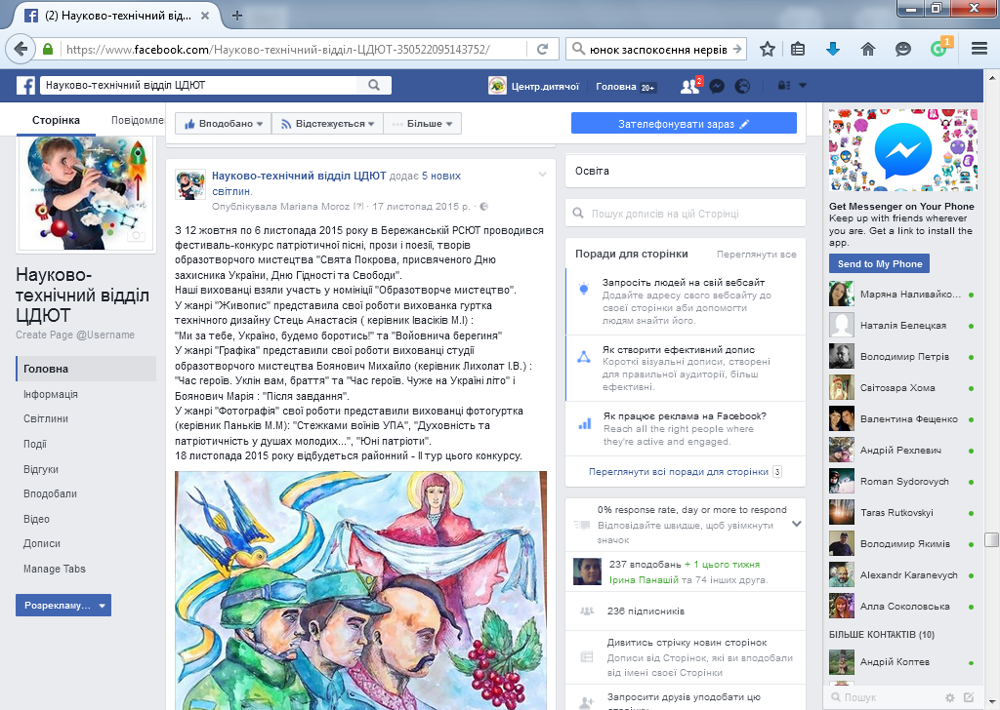 (2) Науково-технічний відд...
https://www.facebook.com/Науково-технічний-відділ-ЦДЮТ-350522095143752/
юнок заспокоєння нервів
1
Науково-технічний відділ ЦДЮТ
Центр.дитячої
Головна 20+
2
Сторінка
Повідомле
Вподобано
Відстежується
Більше
Зателефонувати зараз
Науково-технічний відділ ЦДЮТ
Create Page @Username
Головна
Інформація
Світлини
Події
Відгуки
Вподобали
Відео
Дописи
Manage Tabs
Розрекламу...
Науково-технічний відділ ЦДЮТ додає 5 нових
світлин.
Опублікувала Mariana Moroz [?] · 17 листопад 2015 р. ·
З 12 жовтня по 6 листопада 2015 року в Бережанській РСЮТ проводився
фестиваль-конкурс патріотичної пісні, прози і поезії, творів
образотворчого мистецтва "Свята Покрова, присвяченого Дню
захисника України, Дню Гідності та Свободи".
Наші вихованці взяли участь у номініції "Образотворче мистецтво".
У жанрі "Живопис" представила свої роботи вихованка гуртка
технічного дизайну Стець Анастасія ( керівник Івасіків М.І) :
"Ми за тебе, Україно, будемо боротись!" та "Войовнича берегиня"
У жанрі "Графіка" представили свої роботи вихованці студії
образотворчого мистецтва Боянович Михайло (керівник Лихолат І.В.) :
"Час героїв. Уклін вам, браття" та "Час героїв. Чуже на Україні літо" і
Боянович Марія : "Після завдання".
У жанрі "Фотографія" свої роботи представили вихованці фотогуртка
(керівник Паньків М.М): "Стежками воїнів УПА", "Духовність та
патріотичність у душах молодих...", "Юні патріоти".
18 листопада 2015 року відбудеться районний - ІІ тур цього конкурсу.
Освіта
Пошук дописів на цій Сторінці
Поради для сторінки
Переглянути все
Запросіть людей на свій вебсайт
Додайте адресу свого вебсайту до
своєї сторінки аби допомогти
людям знайти його.
Як створити ефективний допис
Короткі візуальні дописи, створені
для правильної аудиторії, більш
ефективні.
Як працює реклама на Facebook?
Reach all the right people where
they're active and engaged.
Переглянути всі поради для сторінки 3
0% response rate, day or more to respond
Відповідайте швидше, щоб увімкнути
значок
237 вподобань + 1 цього тижня
Ірина Панашій та 74 інших друга.
236 підписників
Дивитись стрічку новин сторінок
Дописи від Сторінок, які ви вподобали
від імені своєї Сторінки
Запросити друзів уподобати цю
Get Messenger on Your Phone
Keep up with friends wherever
you are. Get a link to install the
app.
Send to My Phone
Маряна Наливайко...
Наталія Белецкая
Володимир Петрів
Світозара Хома
Валентина Фещенко
Андрій Рехлевич
Roman Sydorovych
Taras Rutkovskyi
Володимир Якимів
Alexandr Karanevych
Алла Соколовська
БІЛЬШЕ КОНТАКТІВ (10)
Андрій Коптев
Пошук